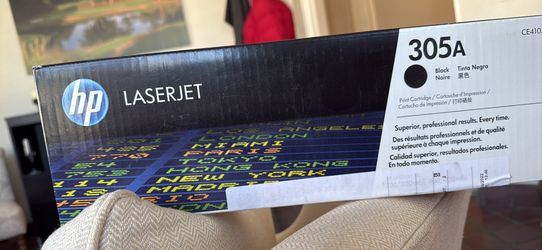 hp
LASERJET
305A
CE410
Black
Noire
Tinta Negra
黑色
Print Cartridge / Cartouche d'Impression /
Cartucho de Impresión / 打印硒鼓
Superior, professional results. Every time.
Des résultats professionnels et de qualité
supérieure à chaque impression.
Calidad superior, resultados profesionales.
En todo momento.
LOS ANGELES
LONDON
MIAMI
PARIS
TOKYO
HONG KONG
NEW YORK
MADRID